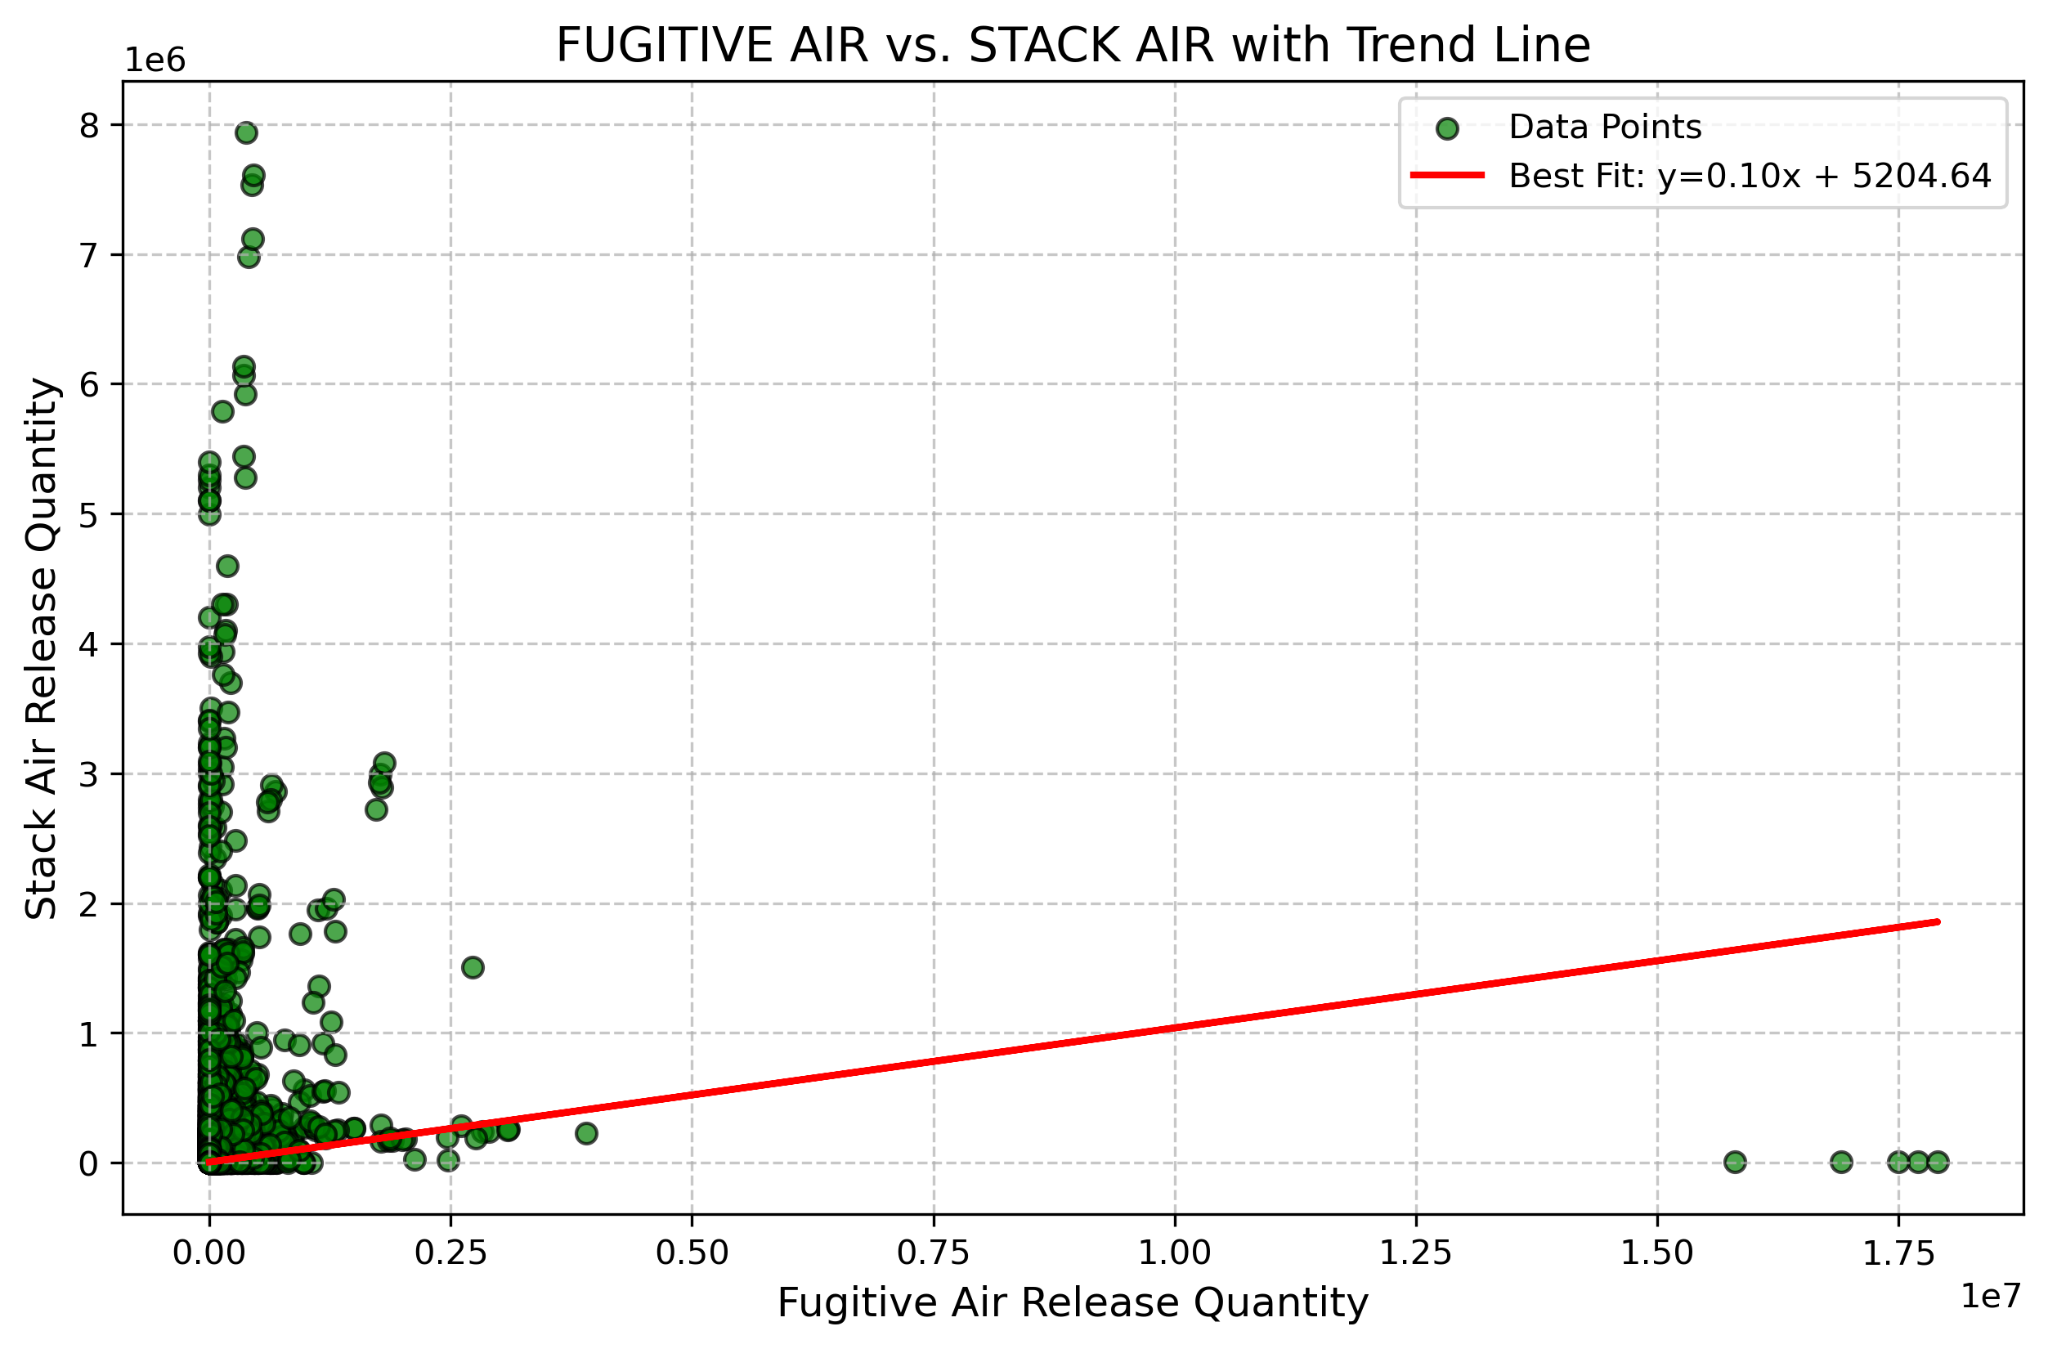 FUGITIVE AIR vs. STACK AIR with Trend Line
1e6
Data Points
Best Fit: y=0.10x + 5204.64
8
7
6
5
4
3
2
1
0
Stack Air Release Quantity
0.00 0.25 0.50 0.75 1.00 1.25 1.50 1.75
1e7
Fugitive Air Release Quantity